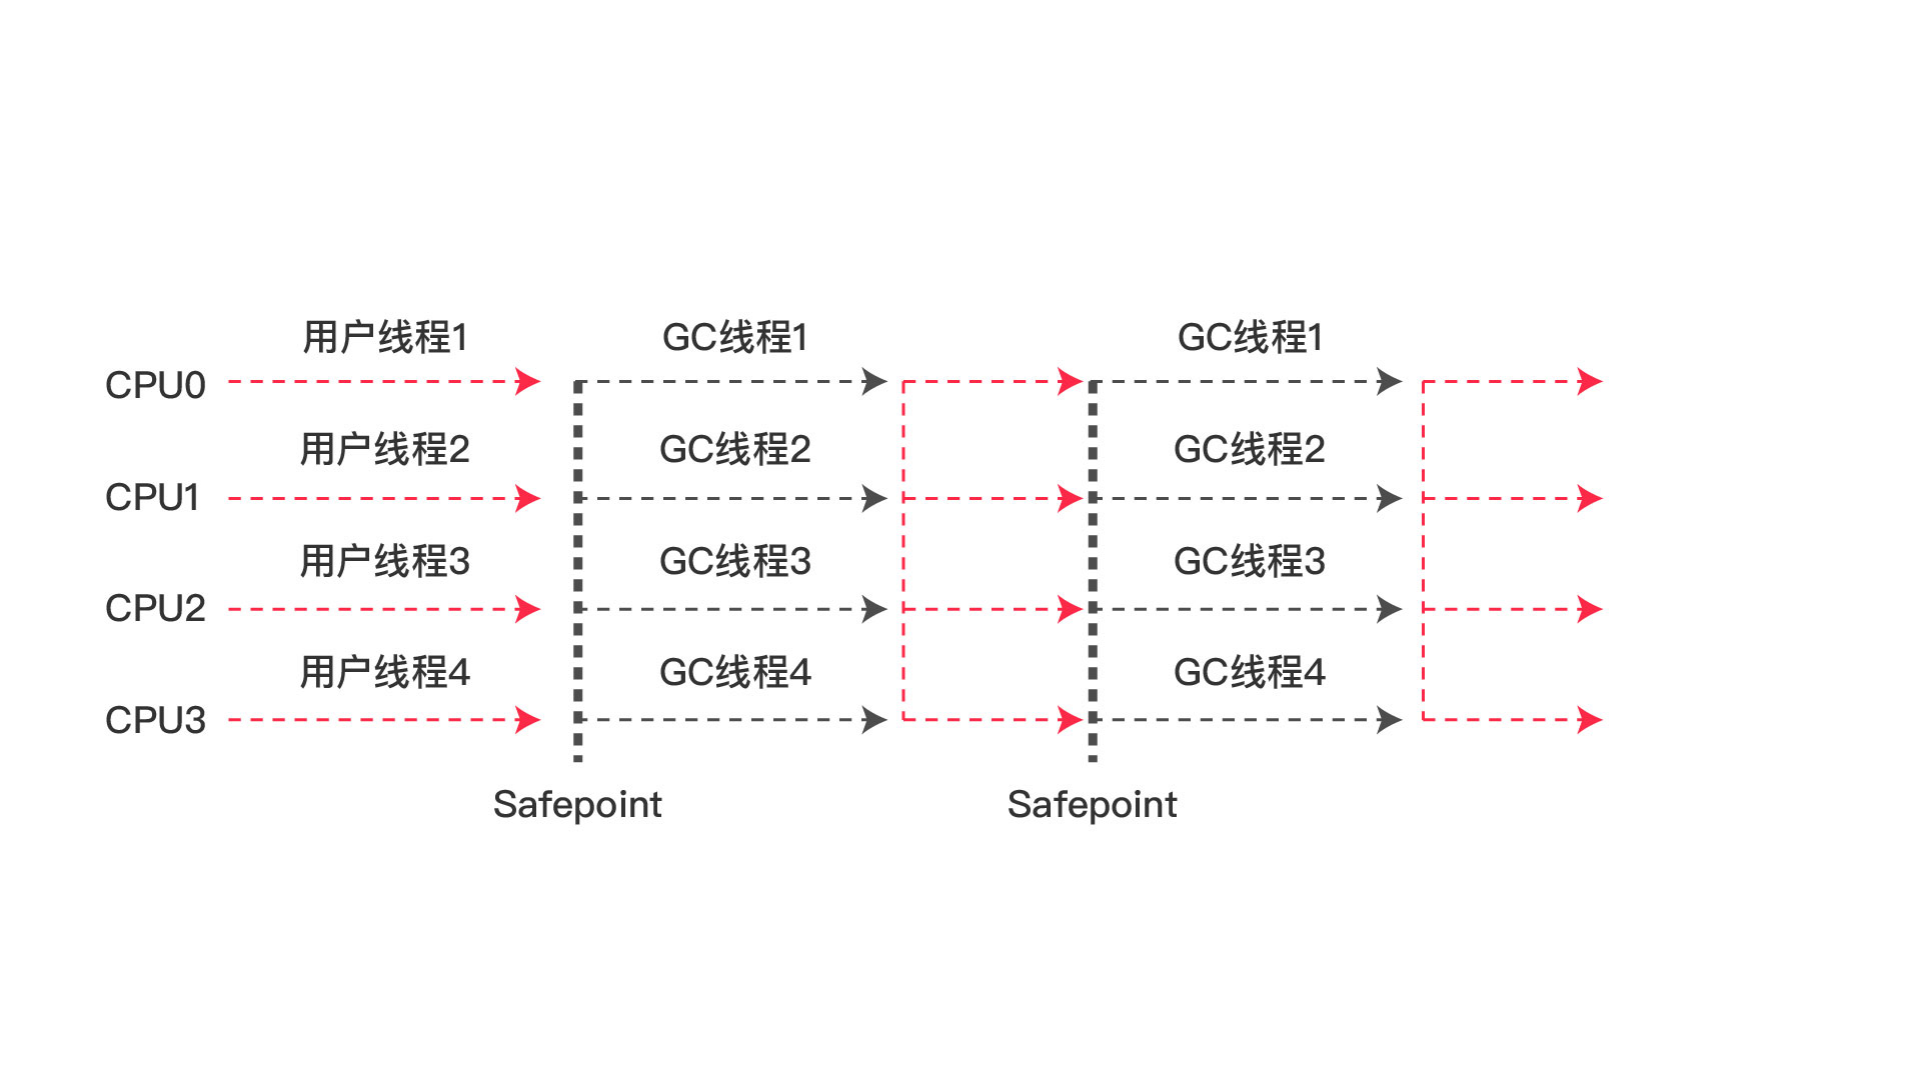 用户线程1 GC线程1 GC线程1
CPU0
用户线程2 GC线程2 GC线程2
CPU1
用户线程3 GC线程3 GC线程3
CPU2
用户线程4 GC线程4 GC线程4
CPU3
Safepoint Safepoint